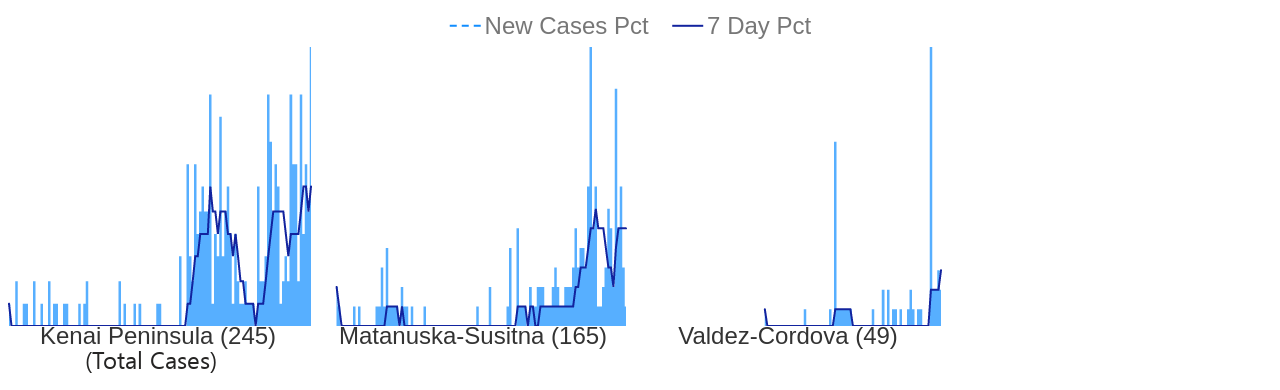 New Cases Pct 7 Day Pct
Kenai Peninsula (245) Matanuska-Susitna (165) Valdez-Cordova (49)
(Total Cases)